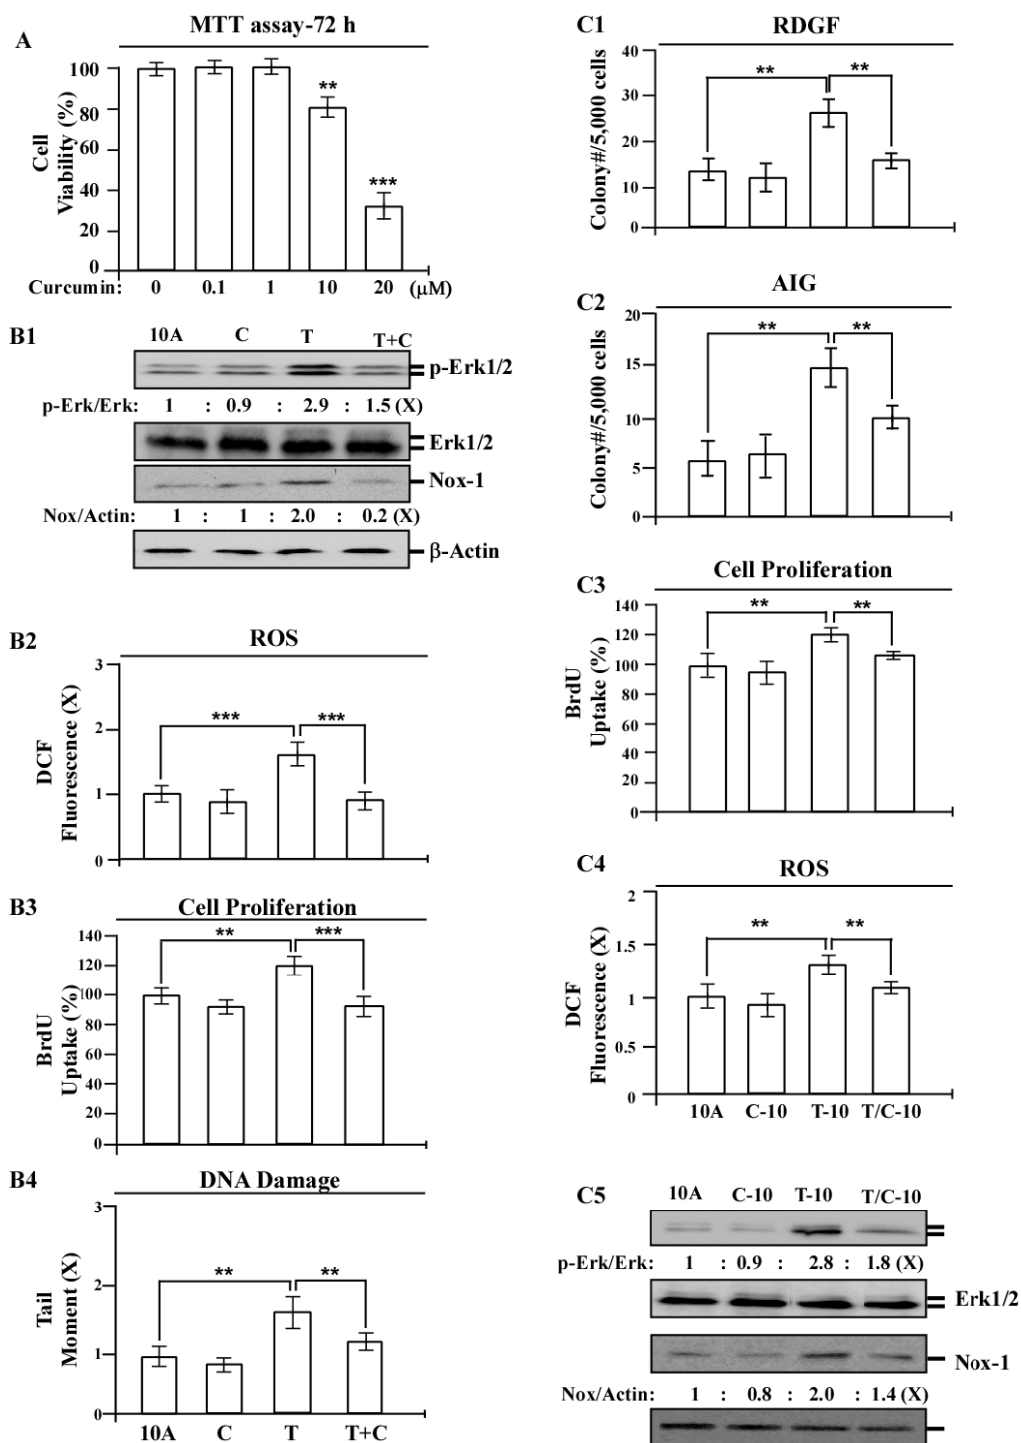 A
MTT assay-72 h
Cell
Viability (%)
100
80
60
40
20
0
**
***
Curcumin: 0 0.1 1 10 20 (μM)
B1
10A C T T+C
p-Erk1/2
p-Erk/Erk: 1 : 0.9 : 2.9 : 1.5 (X)
Erk1/2
Nox-1
Nox/Actin: 1 : 1 : 2.0 : 0.2 (X)
β-Actin
B2
ROS
DCF
Fluorescence (X)
3
2
1
0
***
***
B3
Cell Proliferation
BrdU
Uptake (%)
140
120
100
80
60
40
20
0
**
***
B4
DNA Damage
Tail
Moment (X)
3
2
1
0
**
**
10A C T T+C
C1
RDGF
Colony#/5,000 cells
40
30
20
10
0
**
**
C2
AIG
Colony#/5,000 cells
20
15
10
5
0
**
**
C3
Cell Proliferation
BrdU
Uptake (%)
140
120
100
80
60
40
20
0
**
**
C4
ROS
DCF
Fluorescence (X)
2
1.5
1
0.5
0
**
**
10A C-10 T-10 T/C-10
C5
10A C-10 T-10 T/C-10
p-Erk/Erk: 1 : 0.9 : 2.8 : 1.8 (X)
Erk1/2
Nox-1
Nox/Actin: 1 : 0.8 : 2.0 : 1.4 (X)